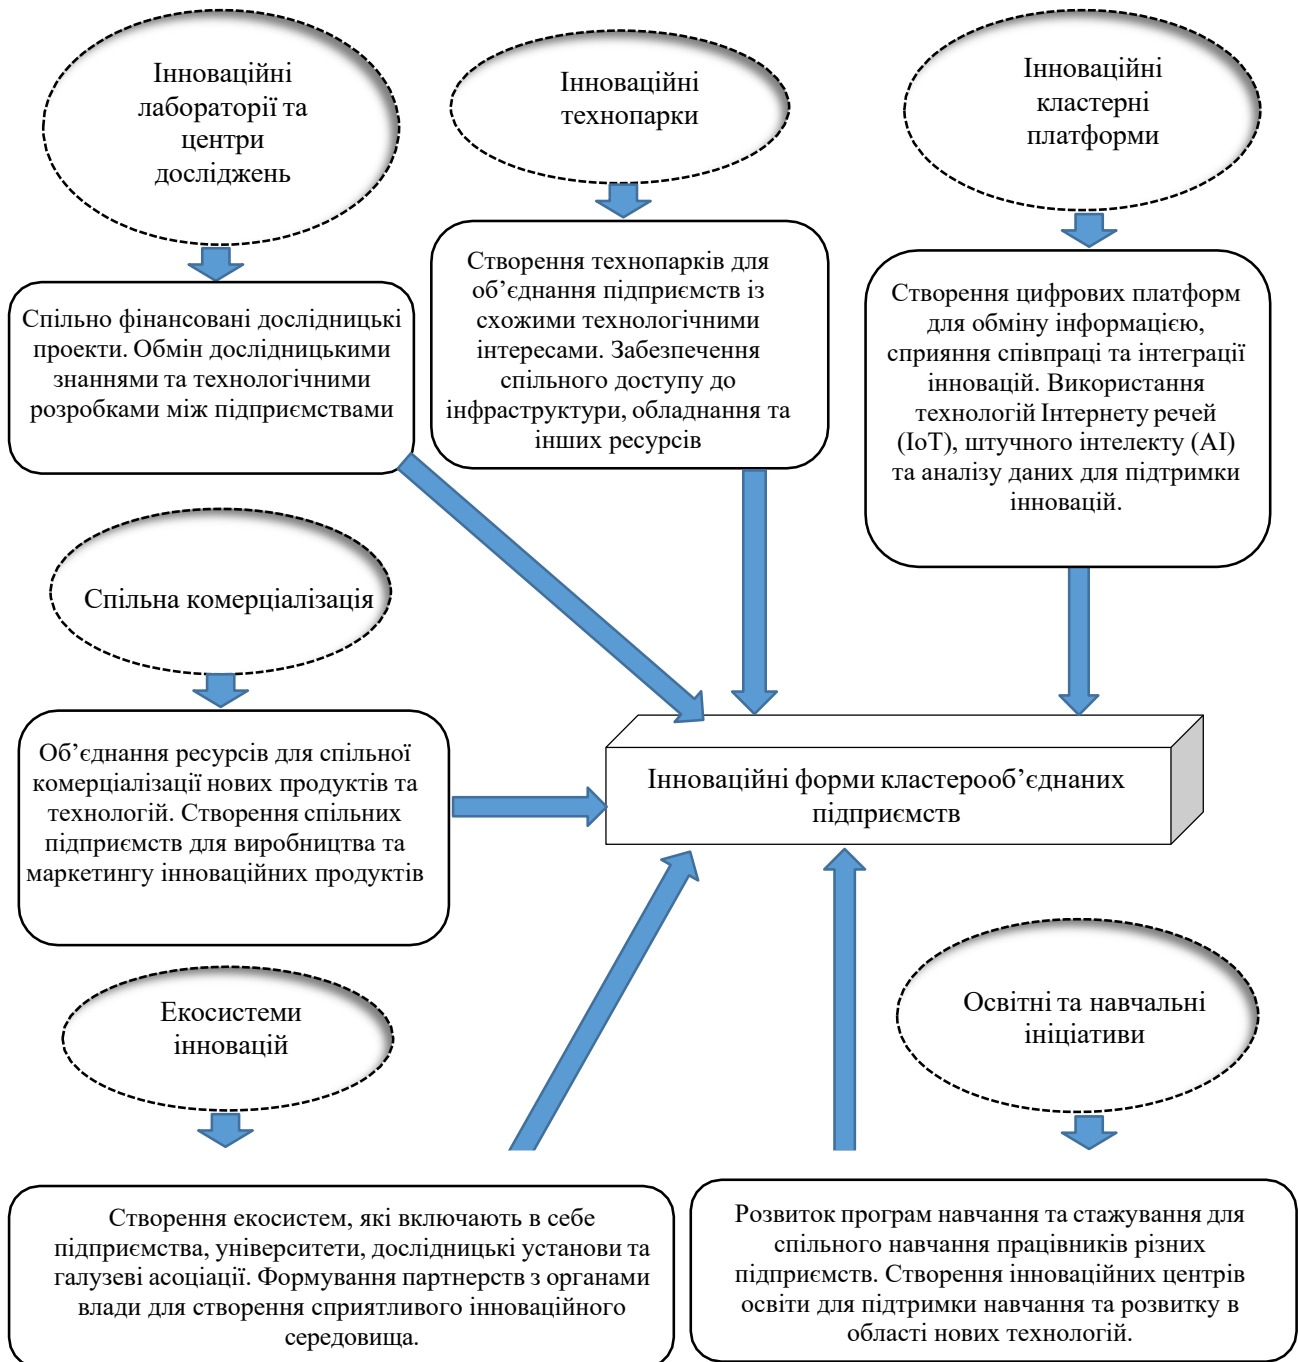 Інноваційні
лабораторії та
центри
досліджень
Інноваційні
технопарки
Інноваційні
кластерні
платформи
Спільно фінансовані дослідницькі
проекти. Обмін дослідницькими
знаннями та технологічними
розробками між підприємствами
Створення технопарків для
об’єднання підприємств із
схожими технологічними
інтересами. Забезпечення
спільного доступу до
інфраструктури, обладнання та
інших ресурсів
Створення цифрових платформ
для обміну інформацією,
сприяння співпраці та інтеграції
інновацій. Використання
технологій Інтернету речей
(IoT), штучного інтелекту (AI)
та аналізу даних для підтримки
інновацій.
Спільна комерціалізація
Об’єднання ресурсів для спільної
комерціалізації нових продуктів та
технологій. Створення спільних
підприємств для виробництва та
маркетингу інноваційних продуктів
Інноваційні форми кластерооб’єднаних
підприємств
Екосистеми
інновацій
Освітні та навчальні
ініціативи
Створення екосистем, які включають в себе
підприємства, університети, дослідницькі установи та
галузеві асоціації. Формування партнерств з органами
влади для створення сприятливого інноваційного
середовища.
Розвиток програм навчання та стажування для
спільного навчання працівників різних
підприємств. Створення інноваційних центрів
освіти для підтримки навчання та розвитку в
області нових технологій.